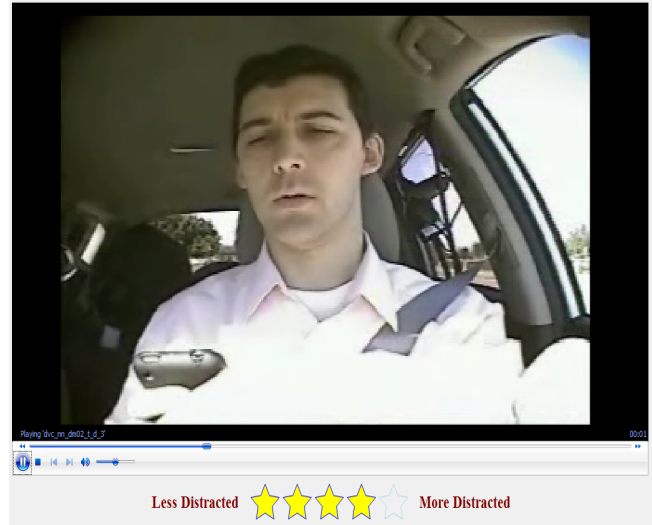 Playing 'dvc_nn_dm02_t_d_3'
00:01
Less Distracted
More Distracted